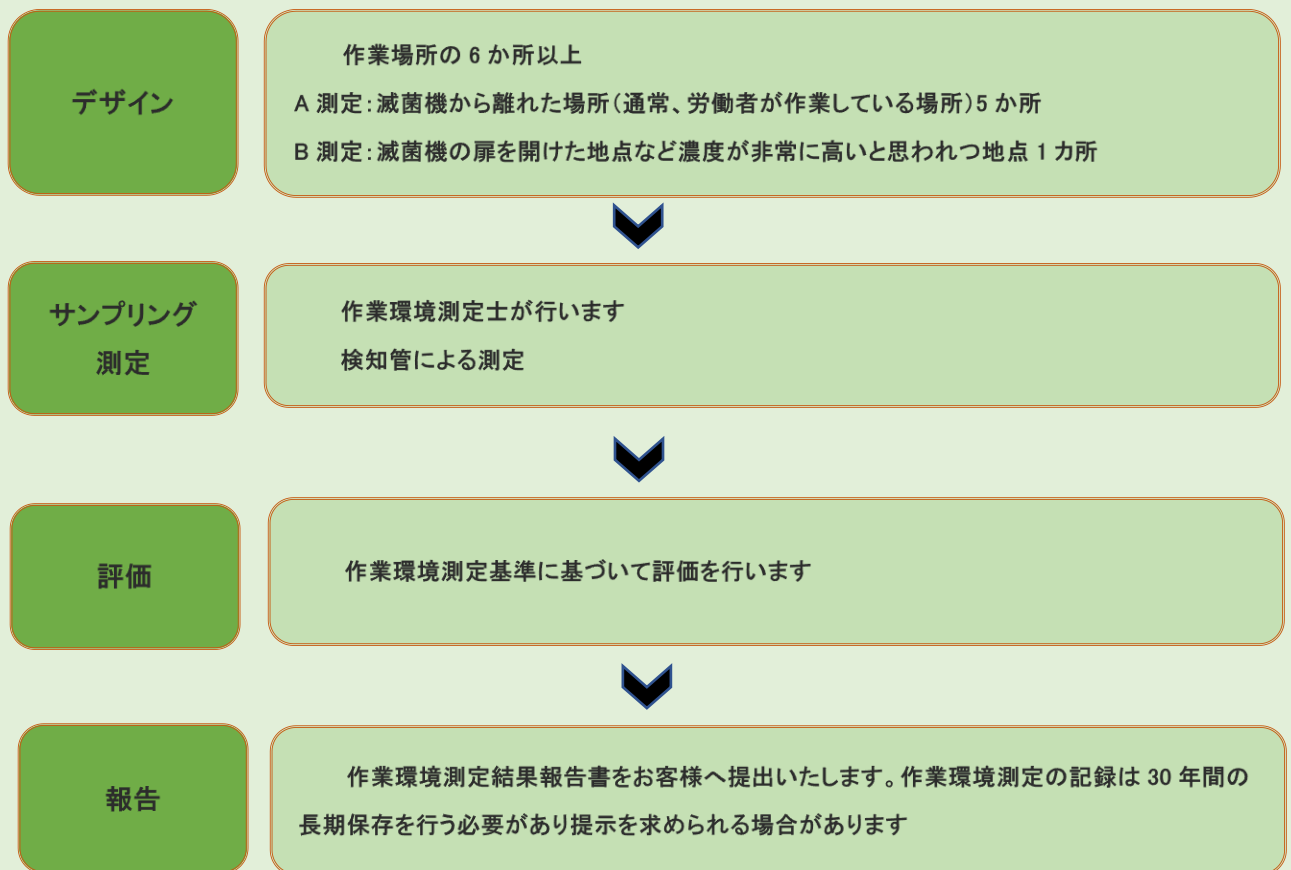 デザイン
作業場所の 6 か所以上
A 測定：滅菌機から離れた場所（通常、労働者が作業している場所）5 か所
B 測定：滅菌機の扉を開けた地点など濃度が非常に高いと思われつ地点 1 カ所
サンプリング
測定
作業環境測定士が行います
検知管による測定
評価
作業環境測定基準に基づいて評価を行います
報告
作業環境測定結果報告書をお客様へ提出いたします。作業環境測定の記録は 30 年間の
長期保存を行う必要があり提示を求められる場合があります